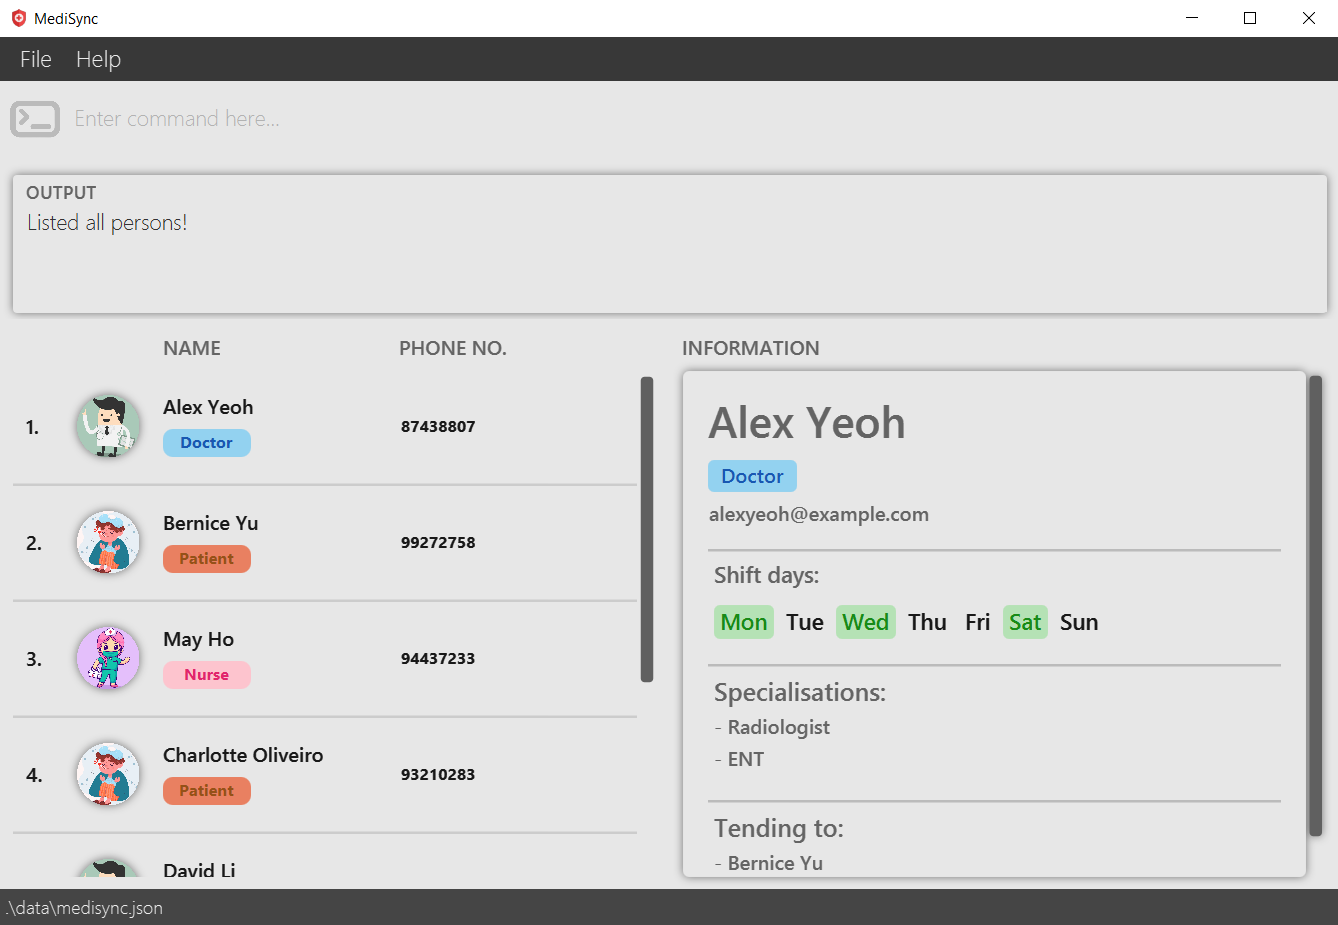 MediSync
File Help
Enter command here...
OUTPUT
Listed all persons!
NAME PHONE NO.
1. Alex Yeoh 87438807
Doctor
2. Bernice Yu 99272758
Patient
3. May Ho 94437233
Nurse
4. Charlotte Oliveiro 93210283
Patient
David Li
INFORMATION
Alex Yeoh
Doctor
alexyeoh@example.com
Shift days:
Mon Tue Wed Thu Fri Sat Sun
Specialisations:
- Radiologist
- ENT
Tending to:
- Bernice Yu
.\data\medisync.json